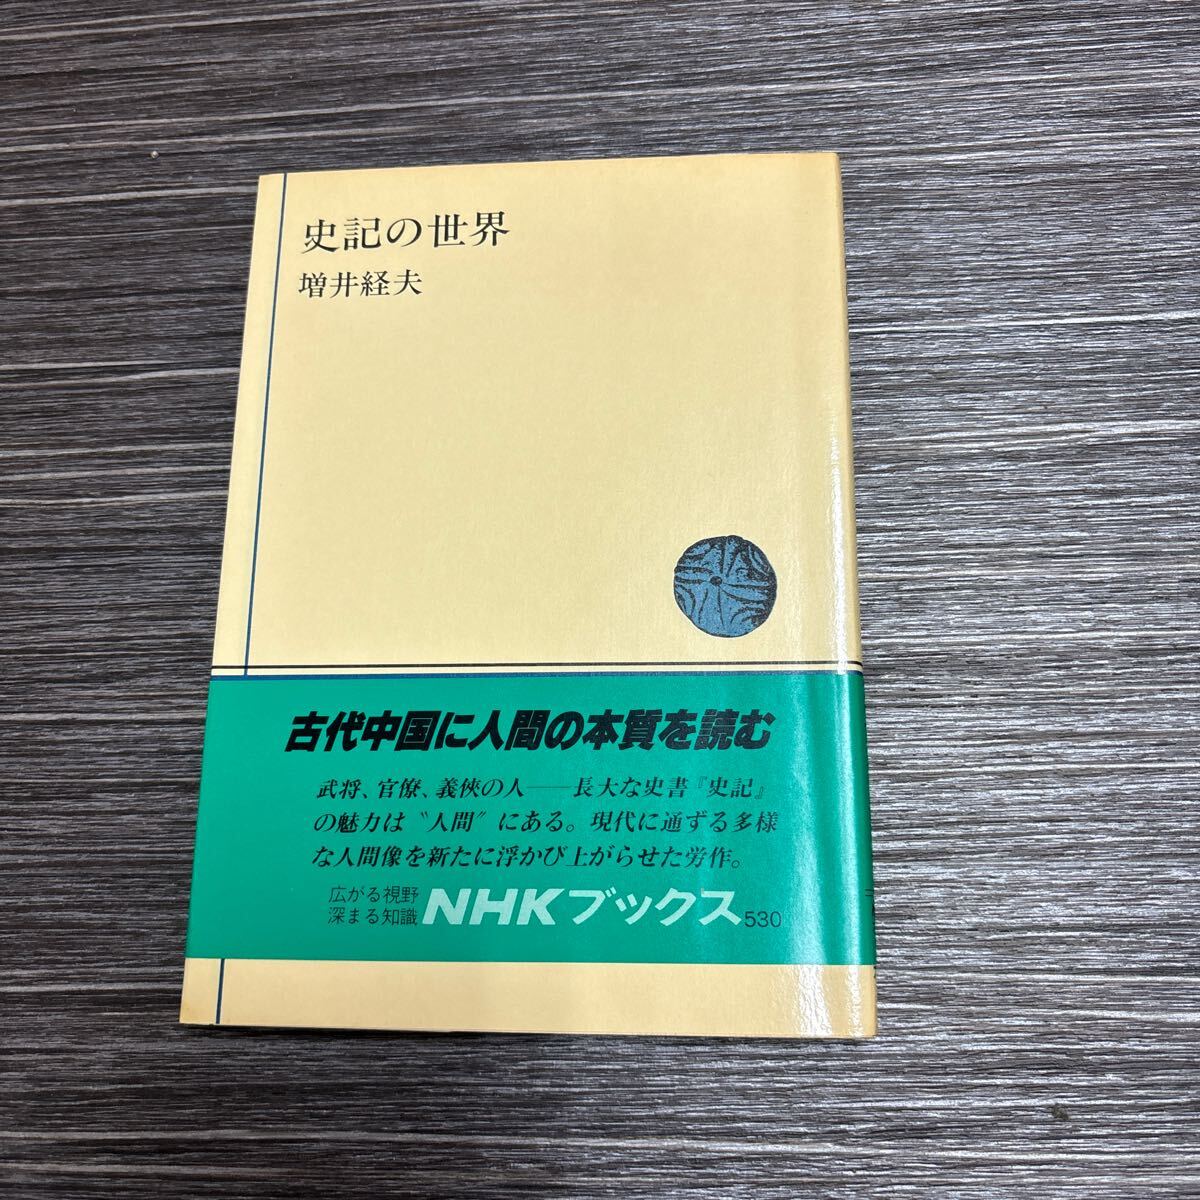 史記の世界
増井経夫
古代中国に人間の本質を読む
武将、官僚、義俠の人――長大な史書『史記』
の魅力は〝人間〟にある。現代に通ずる多様
な人間像を新たに浮かび上がらせた労作。
広がる視野
深まる知識 NHKブックス 530